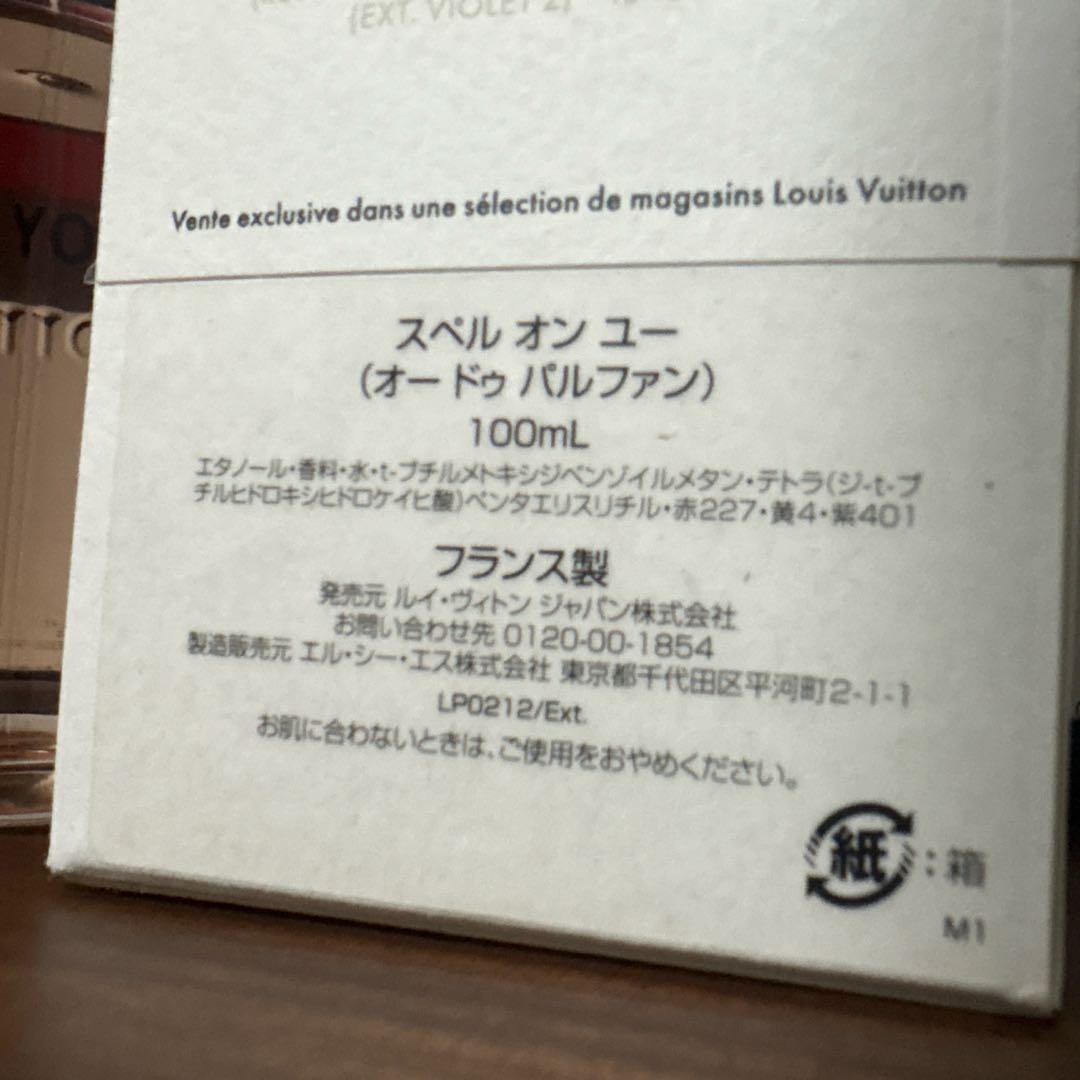 (EXT. VIOLET 2)
Vente exclusive dans une sélection de magasins Louis Vuitton
スペル オン ユー
（オー ドゥ パルファン）
100mL
エタノール・香料・水・t-ブチルメトキシジベンゾイルメタン・テトラ(ジ-t-ブ
チルヒドロキシヒドロケイヒ酸)ペンタエリスリチル・赤227・黄4・紫401
フランス製
発売元 ルイ・ヴィトン ジャパン株式会社
お問い合わせ先 0120-00-1854
製造販売元 エル・シー・エス株式会社 東京都千代田区平河町2-1-1
LP0212/Ext.
お肌に合わないときは、ご使用をおやめください。
紙：箱
M1
YO
TTO